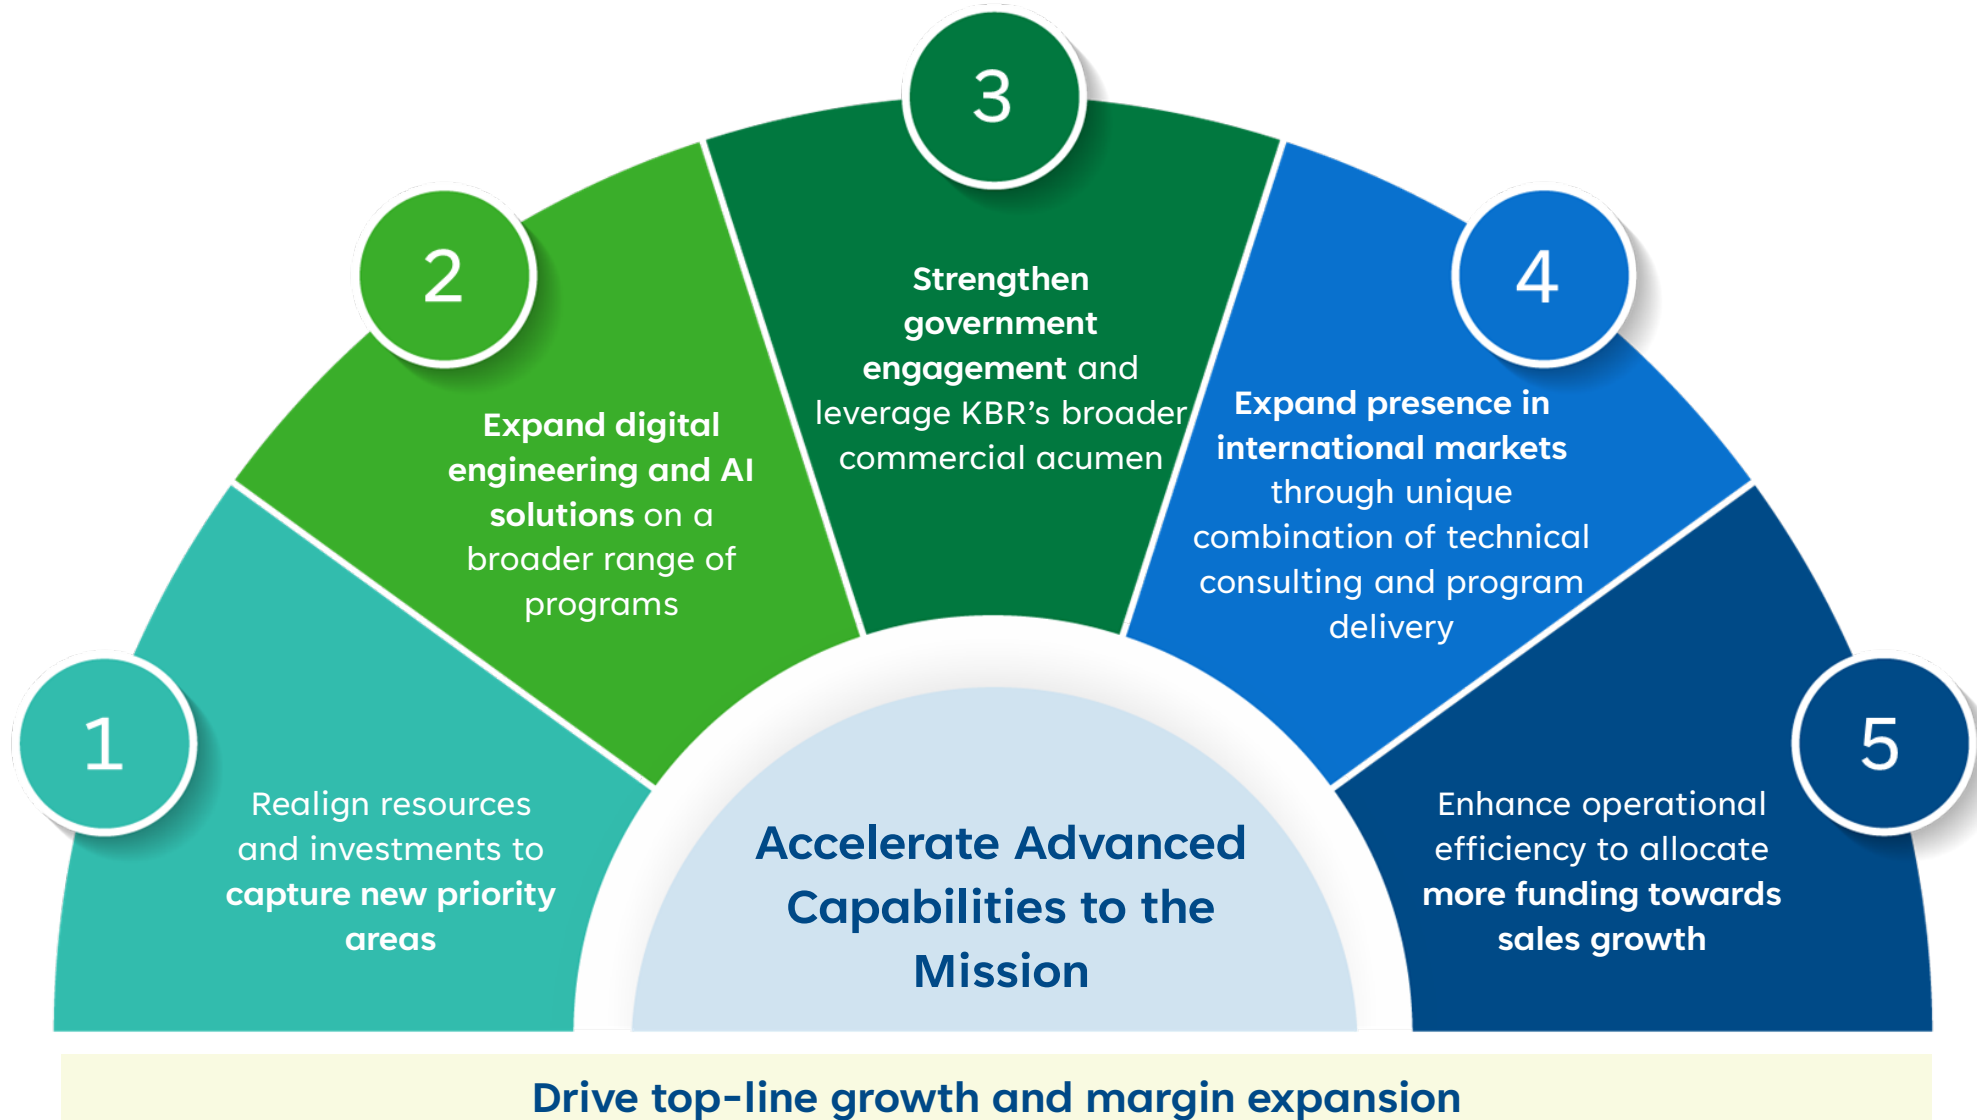 1
Realign resources
and investments to
capture new priority
areas
2
Expand digital
engineering and AI
solutions on a
broader range of
programs
3
Strengthen
government
engagement and
leverage KBR’s broader
commercial acumen
4
Expand presence in
international markets
through unique
combination of technical
consulting and program
delivery
5
Enhance operational
efficiency to allocate
more funding towards
sales growth
Accelerate Advanced
Capabilities to the
Mission
Drive top-line growth and margin expansion